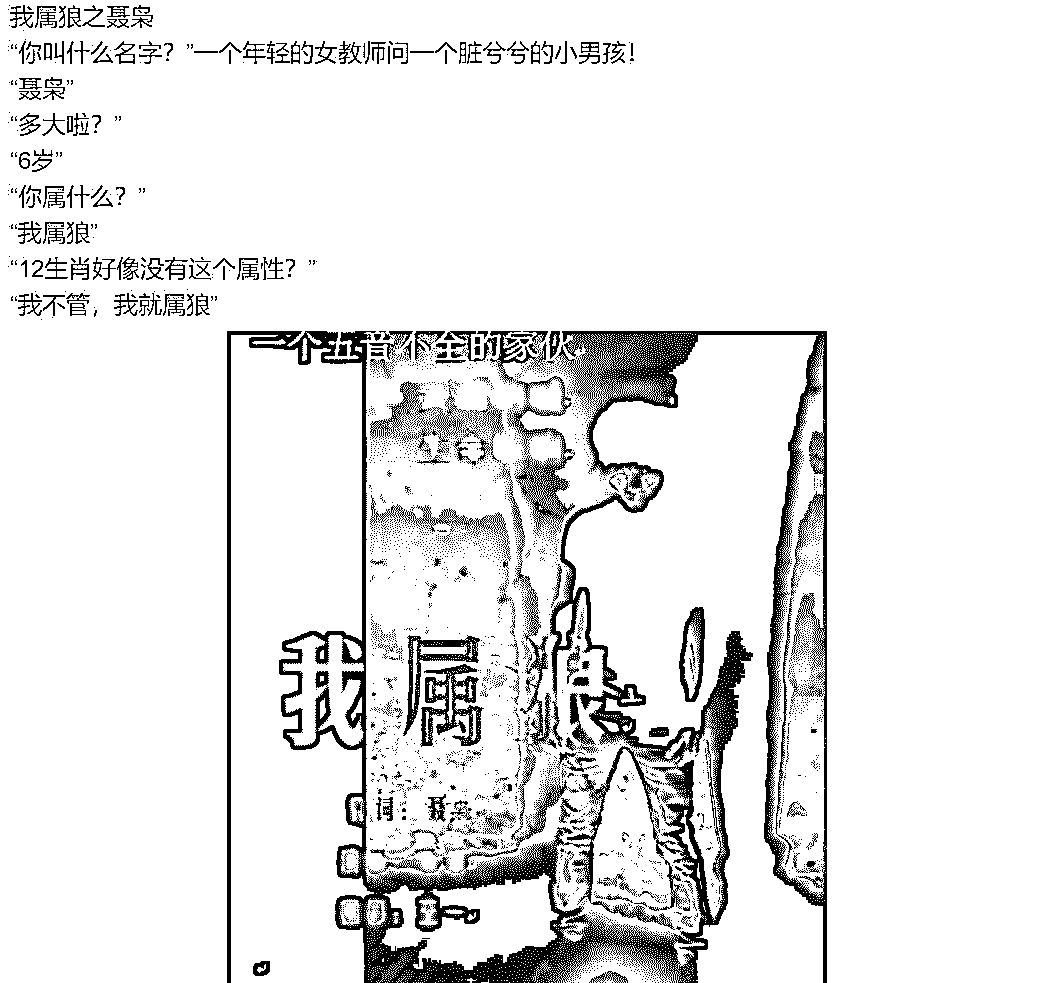 我属狼之聂枭
“你叫什么名字？”一个年轻的女教师问一个脏兮兮的小男孩！
“聂枭”
“多大啦？”
“6岁”
“你属什么？”
“我属狼”
“12生肖好像没有这个属性？”
“我不管，我就属狼”
一个五音不全的家伙
我属狼
词：聂枭